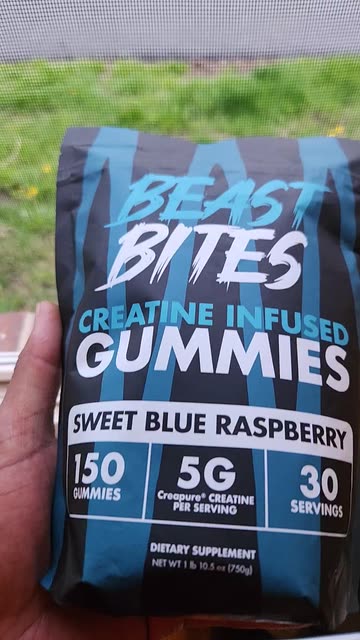 BEAST
BITES
CREATINE INFUSED
GUMMIES
SWEET BLUE RASPBERRY
150
GUMMIES
5G
Creapure® CREATINE
PER SERVING
30
SERVINGS
DIETARY SUPPLEMENT
NET WT 1 lb 10.5 oz (750g)